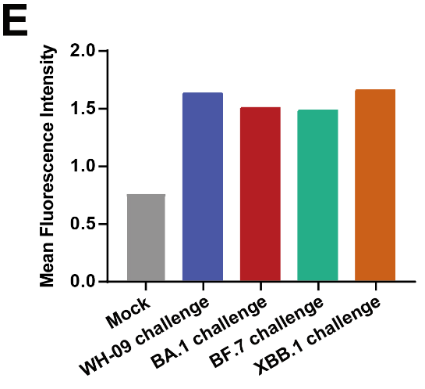 E
Mean Fluorescence Intensity
2.0
1.5
1.0
0.5
0.0
Mock
WH-09 challenge
BA.1 challenge
BF.7 challenge
XBB.1 challenge